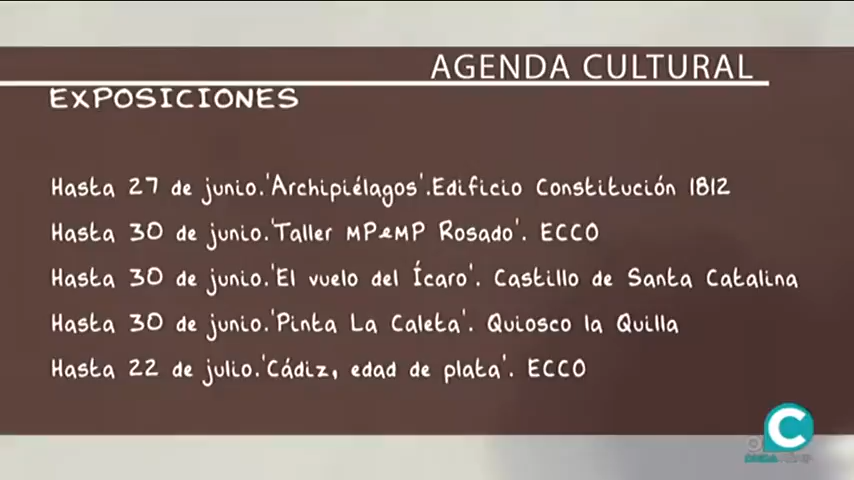 AGENDA CULTURAL
EXPOSICIONES
Hasta 27 de junio.'Archipiélagos'.Edificio Constitución 1812
Hasta 30 de junio.'Taller MP&MP Rosado'. ECCO
Hasta 30 de junio.'El vuelo del Ícaro'. Castillo de Santa Catalina
Hasta 30 de junio.'Pinta La Caleta'. Quiosco la Quilla
Hasta 22 de julio.'Cádiz, edad de plata'. ECCO
C